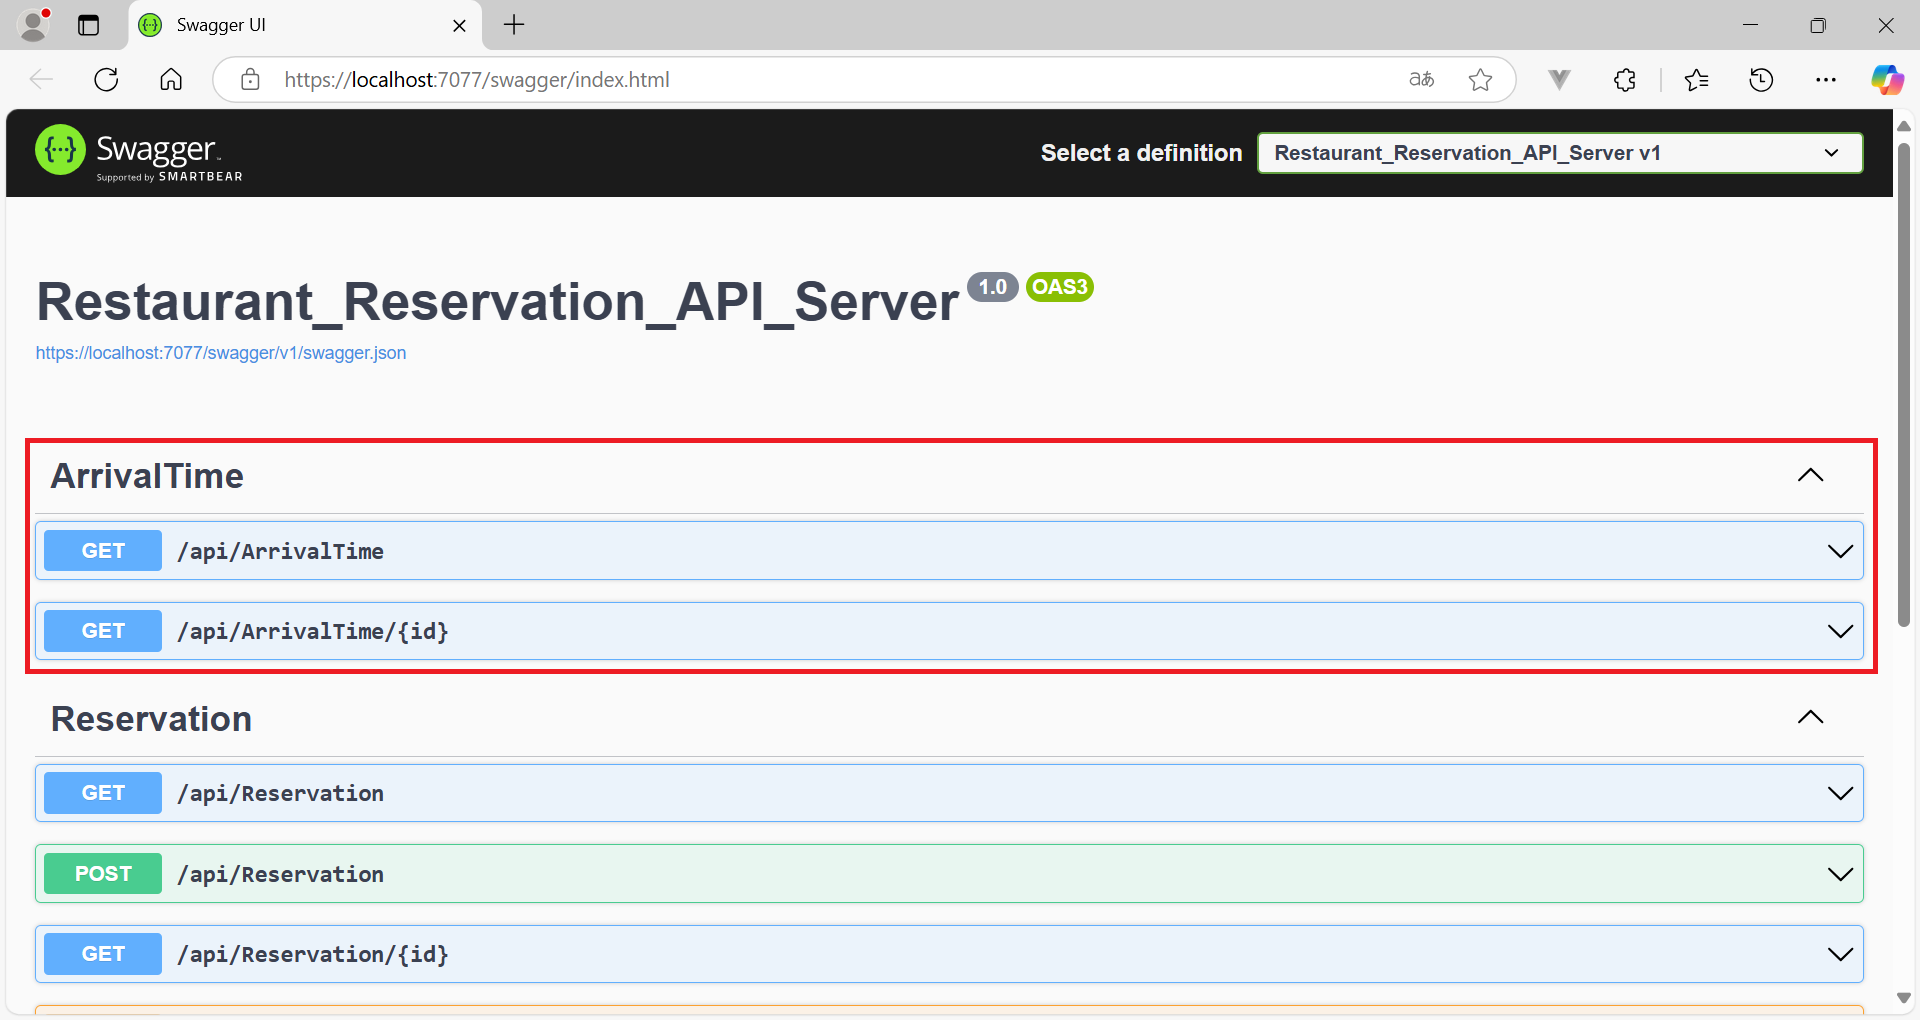 Swagger UI
https://localhost:7077/swagger/index.html
aあ
{···} Swagger
Supported by SMARTBEAR
Select a definition
Restaurant_Reservation_API_Server v1
Restaurant_Reservation_API_Server 1.0 OAS3
https://localhost:7077/swagger/v1/swagger.json
ArrivalTime
GET /api/ArrivalTime
GET /api/ArrivalTime/{id}
Reservation
GET /api/Reservation
POST /api/Reservation
GET /api/Reservation/{id}